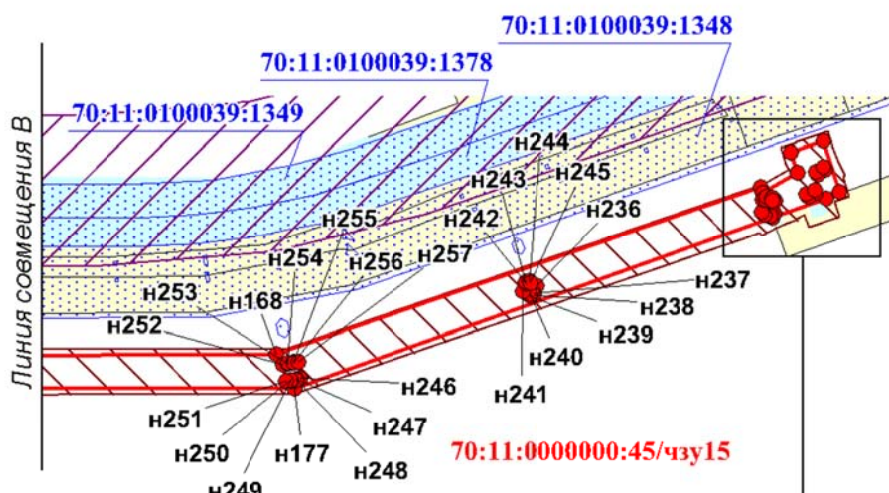 70:11:0100039:1348
70:11:0100039:1378
70:11:0100039:1349
Линия совмещения В
н244
н243
н245
н255
н242
н236
н254
н257
н256
н253
н168
н237
н252
н238
н239
н240
н246
н241
н251
н247
н250
н177
н248
н249
70:11:0000000:45/чзу15